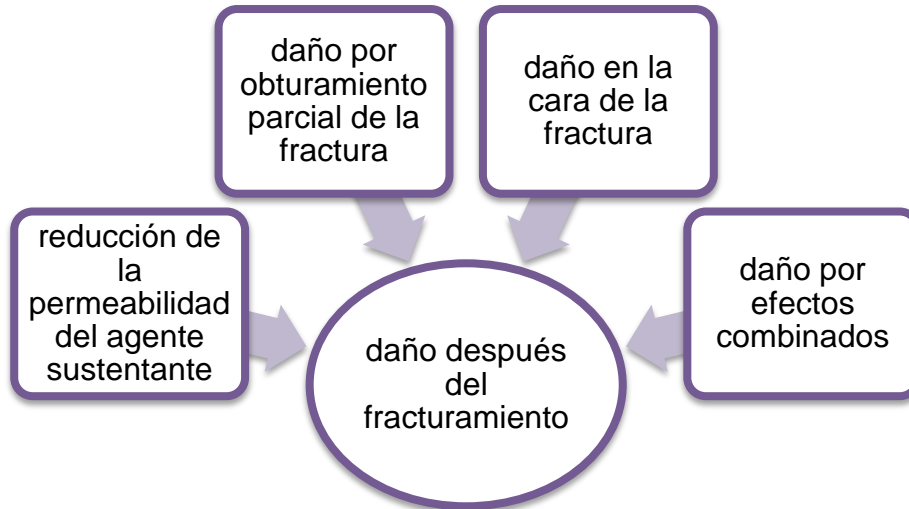 daño por
obturamiento
parcial de la
fractura
daño en la
cara de la
fractura
reducción de
la
permeabilidad
del agente
sustentante
daño por
efectos
combinados
daño después
del
fracturamiento